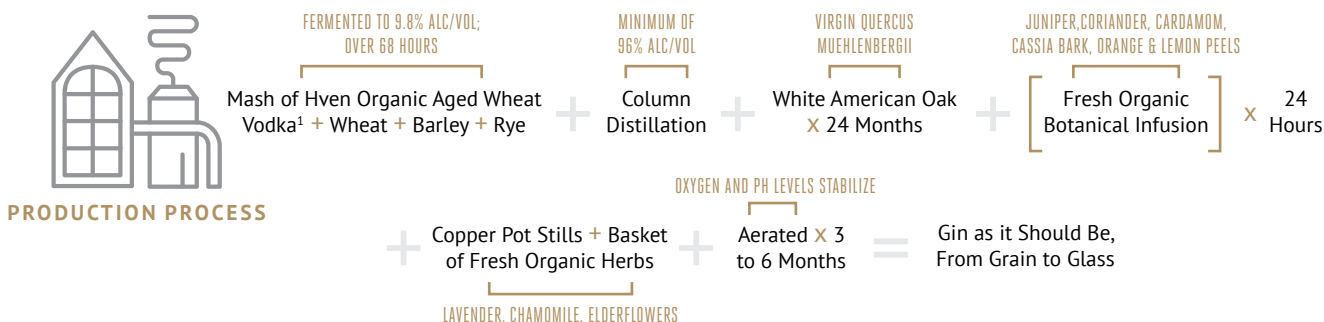 FERMENTED TO 9.8% ALC/VOL;
OVER 68 HOURS
Mash of Hven Organic Aged Wheat
Vodka¹ + Wheat + Barley + Rye
+
MINIMUM OF
96% ALC/VOL
Column
Distillation
+
VIRGIN QUERCUS
MUEHLENBERGII
White American Oak
x 24 Months
+
JUNIPER,CORIANDER, CARDAMOM,
CASSIA BARK, ORANGE & LEMON PEELS
[Fresh Organic
Botanical Infusion]
x 24
Hours
PRODUCTION PROCESS
+
Copper Pot Stills + Basket
of Fresh Organic Herbs
LAVENDER, CHAMOMILE, ELDERFLOWERS
+
OXYGEN AND PH LEVELS STABILIZE
Aerated x 3
to 6 Months
=
Gin as it Should Be,
From Grain to Glass